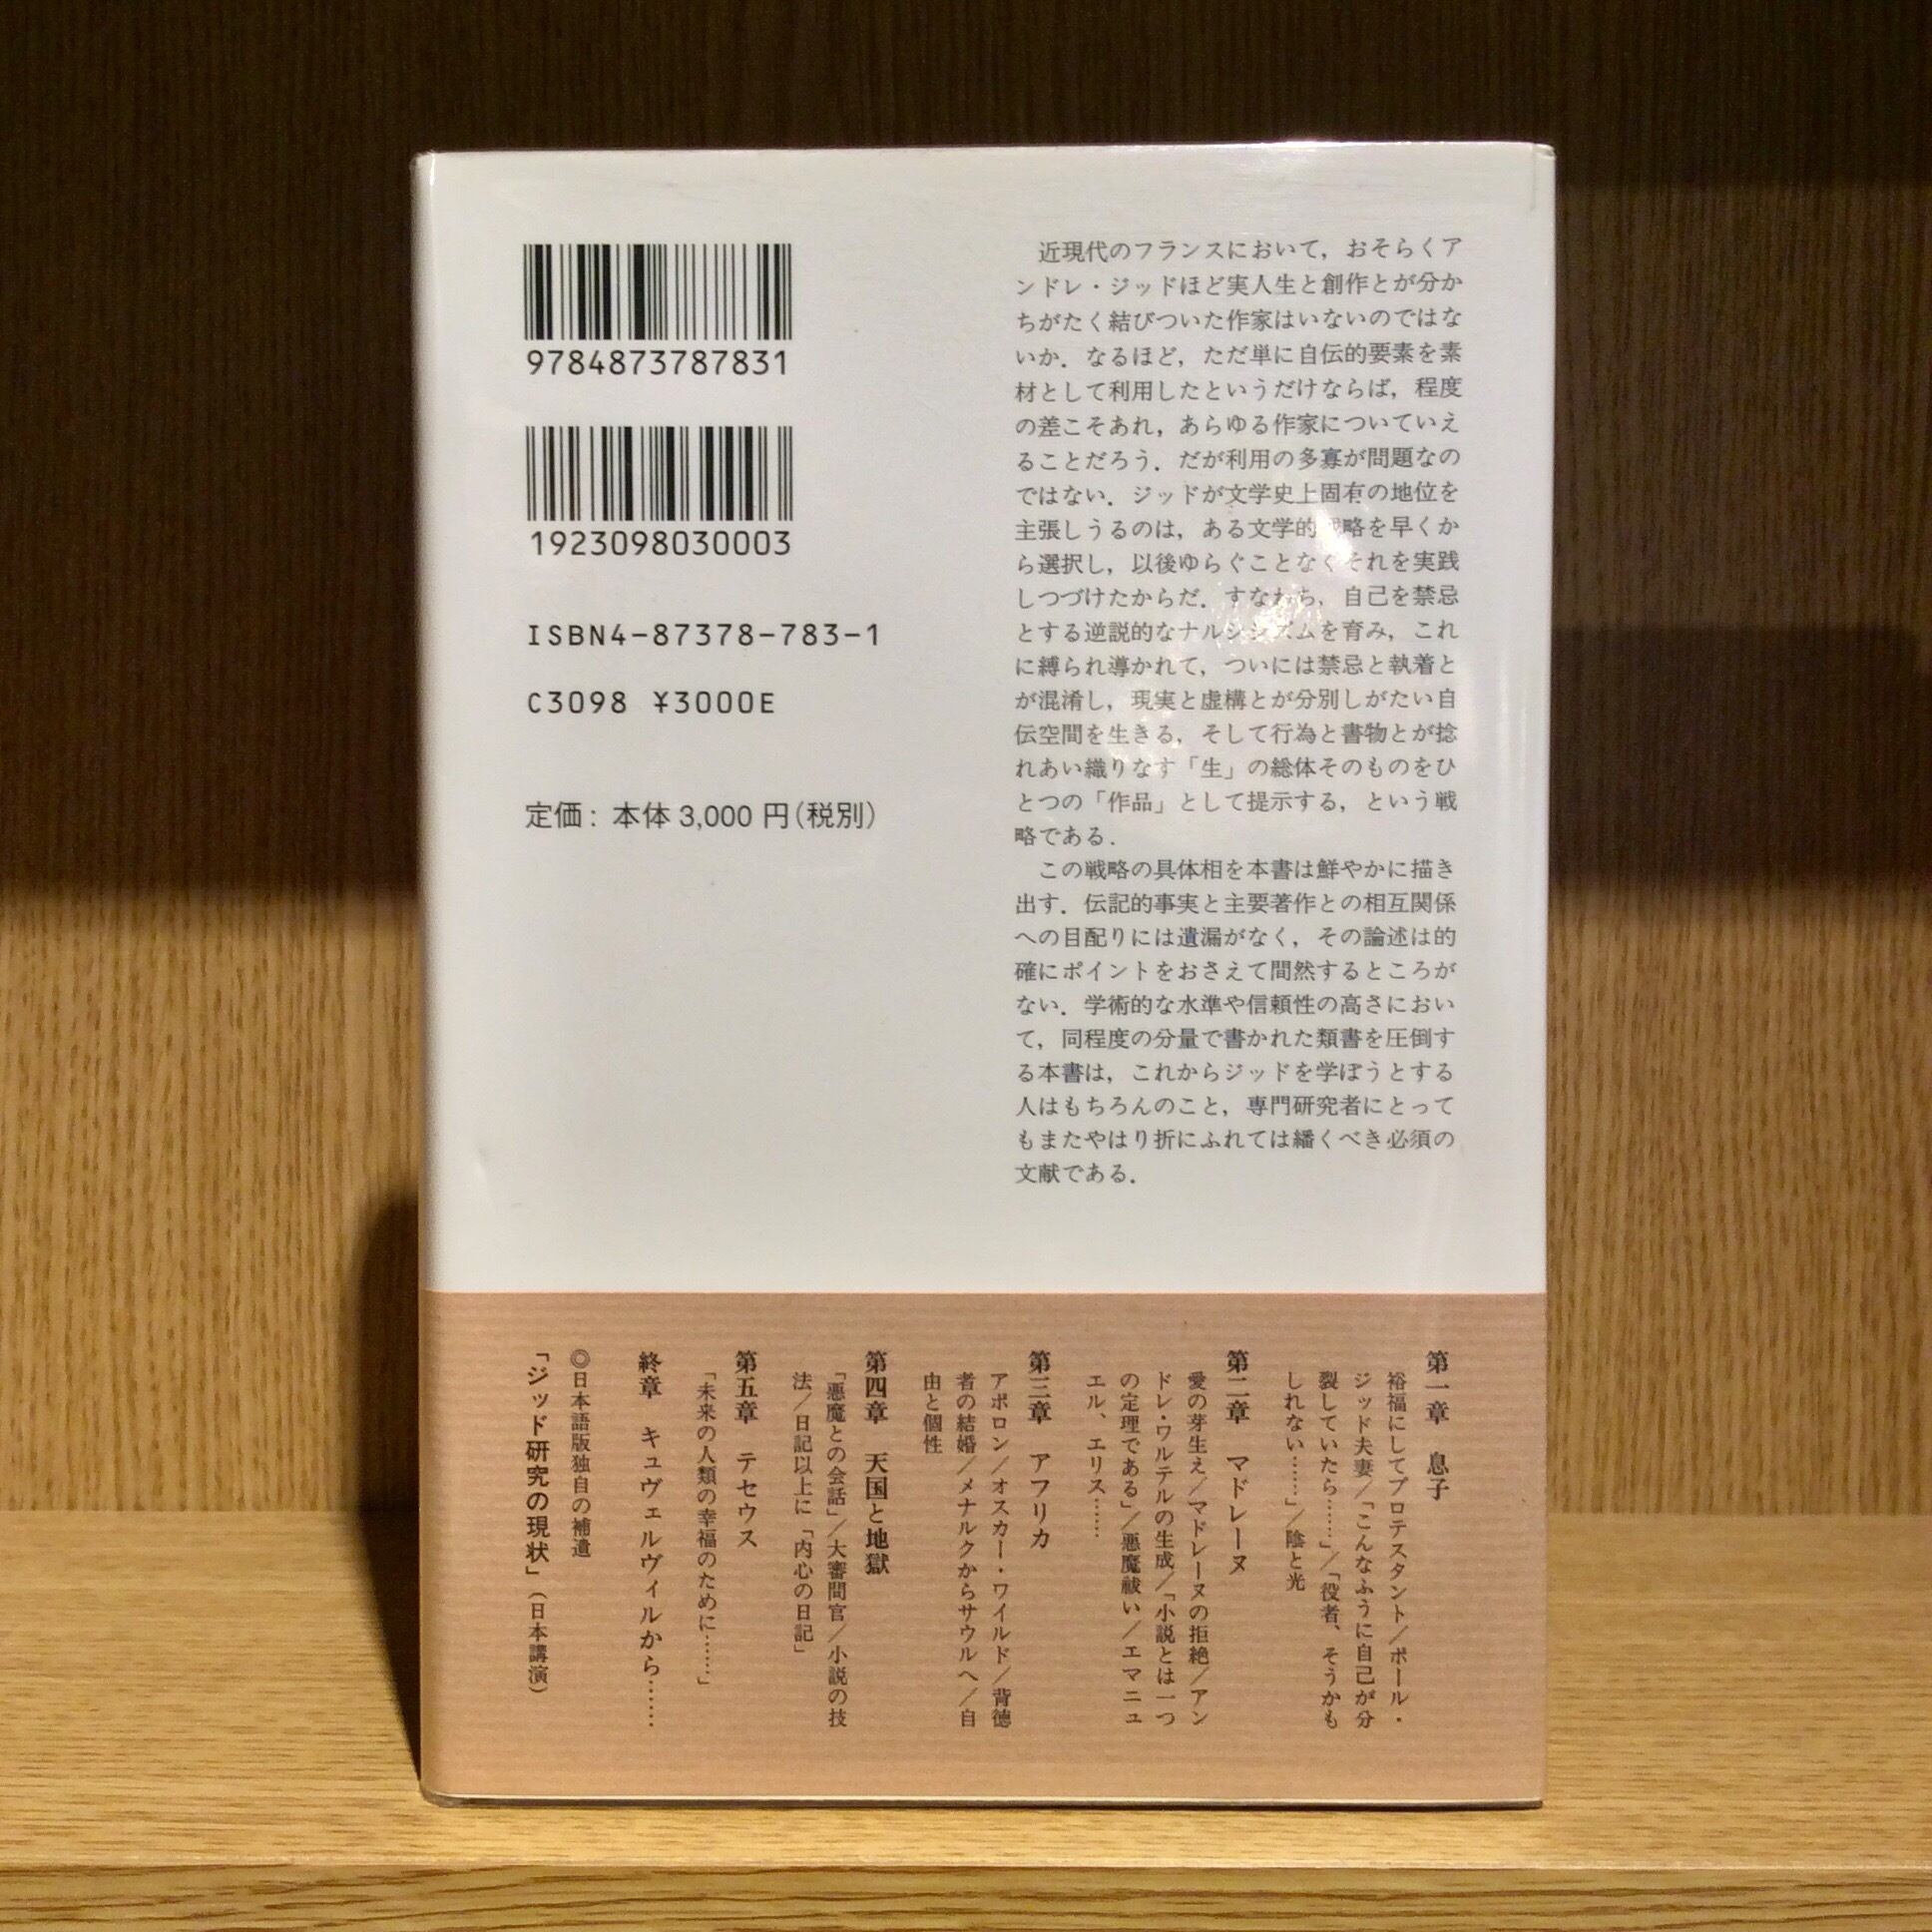 9784873787831
1923098030003
ISBN4-87378-783-1
C3098 ¥3000E
定価：本体 3,000 円（税別）
近現代のフランスにおいて，おそらくア
ンドレ・ジッドほど実人生と創作とが分か
ちがたく結びついた作家はいないのではな
いか．なるほど，ただ単に自伝的要素を素
材として利用したというだけならば，程度
の差こそあれ，あらゆる作家についていえ
ることだろう．だが利用の多寡が問題なの
ではない．ジッドが文学史上固有の地位を
主張しうるのは，ある文学的戦略を早くか
ら選択し，以後ゆらぐことなくそれを実践
しつづけたからだ．すなわち，自己を禁忌
とする逆説的なナルシシズムを育み，これ
に縛られ導かれて，ついには禁忌と執着と
が混淆し，現実と虚構とが分別しがたい自
伝空間を生きる，そして行為と書物とが捻
れあい織りなす「生」の総体そのものをひ
とつの「作品」として提示する，という戦
略である．
この戦略の具体相を本書は鮮やかに描き
出す．伝記的事実と主要著作との相互関係
への目配りには遺漏がなく，その論述は的
確にポイントをおさえて間然するところが
ない．学術的な水準や信頼性の高さにおい
て，同程度の分量で書かれた類書を圧倒す
る本書は，これからジッドを学ぼうとする
人はもちろんのこと，専門研究者にとって
もまたやはり折にふれては繙くべき必須の
文献である．
第一章　息子
裕福にしてプロテスタント／ポール・
ジッド夫妻／「こんなふうに自己が分
裂していたら……」／「役者、そうかも
しれない……」／陰と光
第二章　マドレーヌ
愛の芽生え／マドレーヌの拒絶／アン
ドレ・ワルテルの生成／「小説とは一つ
の定理である」／悪魔祓い／エマニュ
エル、エリス……
第三章　アフリカ
アポロン／オスカー・ワイルド／背徳
者の結婚／メナルクからサウルへ／自
由と個性
第四章　天国と地獄
「悪魔との会話」／大審問官／小説の技
法／日記以上に「内心の日記」
第五章　テセウス
「未来の人類の幸福のために……」
終章　キュヴェルヴィルから……
◎日本語版独自の補遺
「ジッド研究の現状」（日本講演）